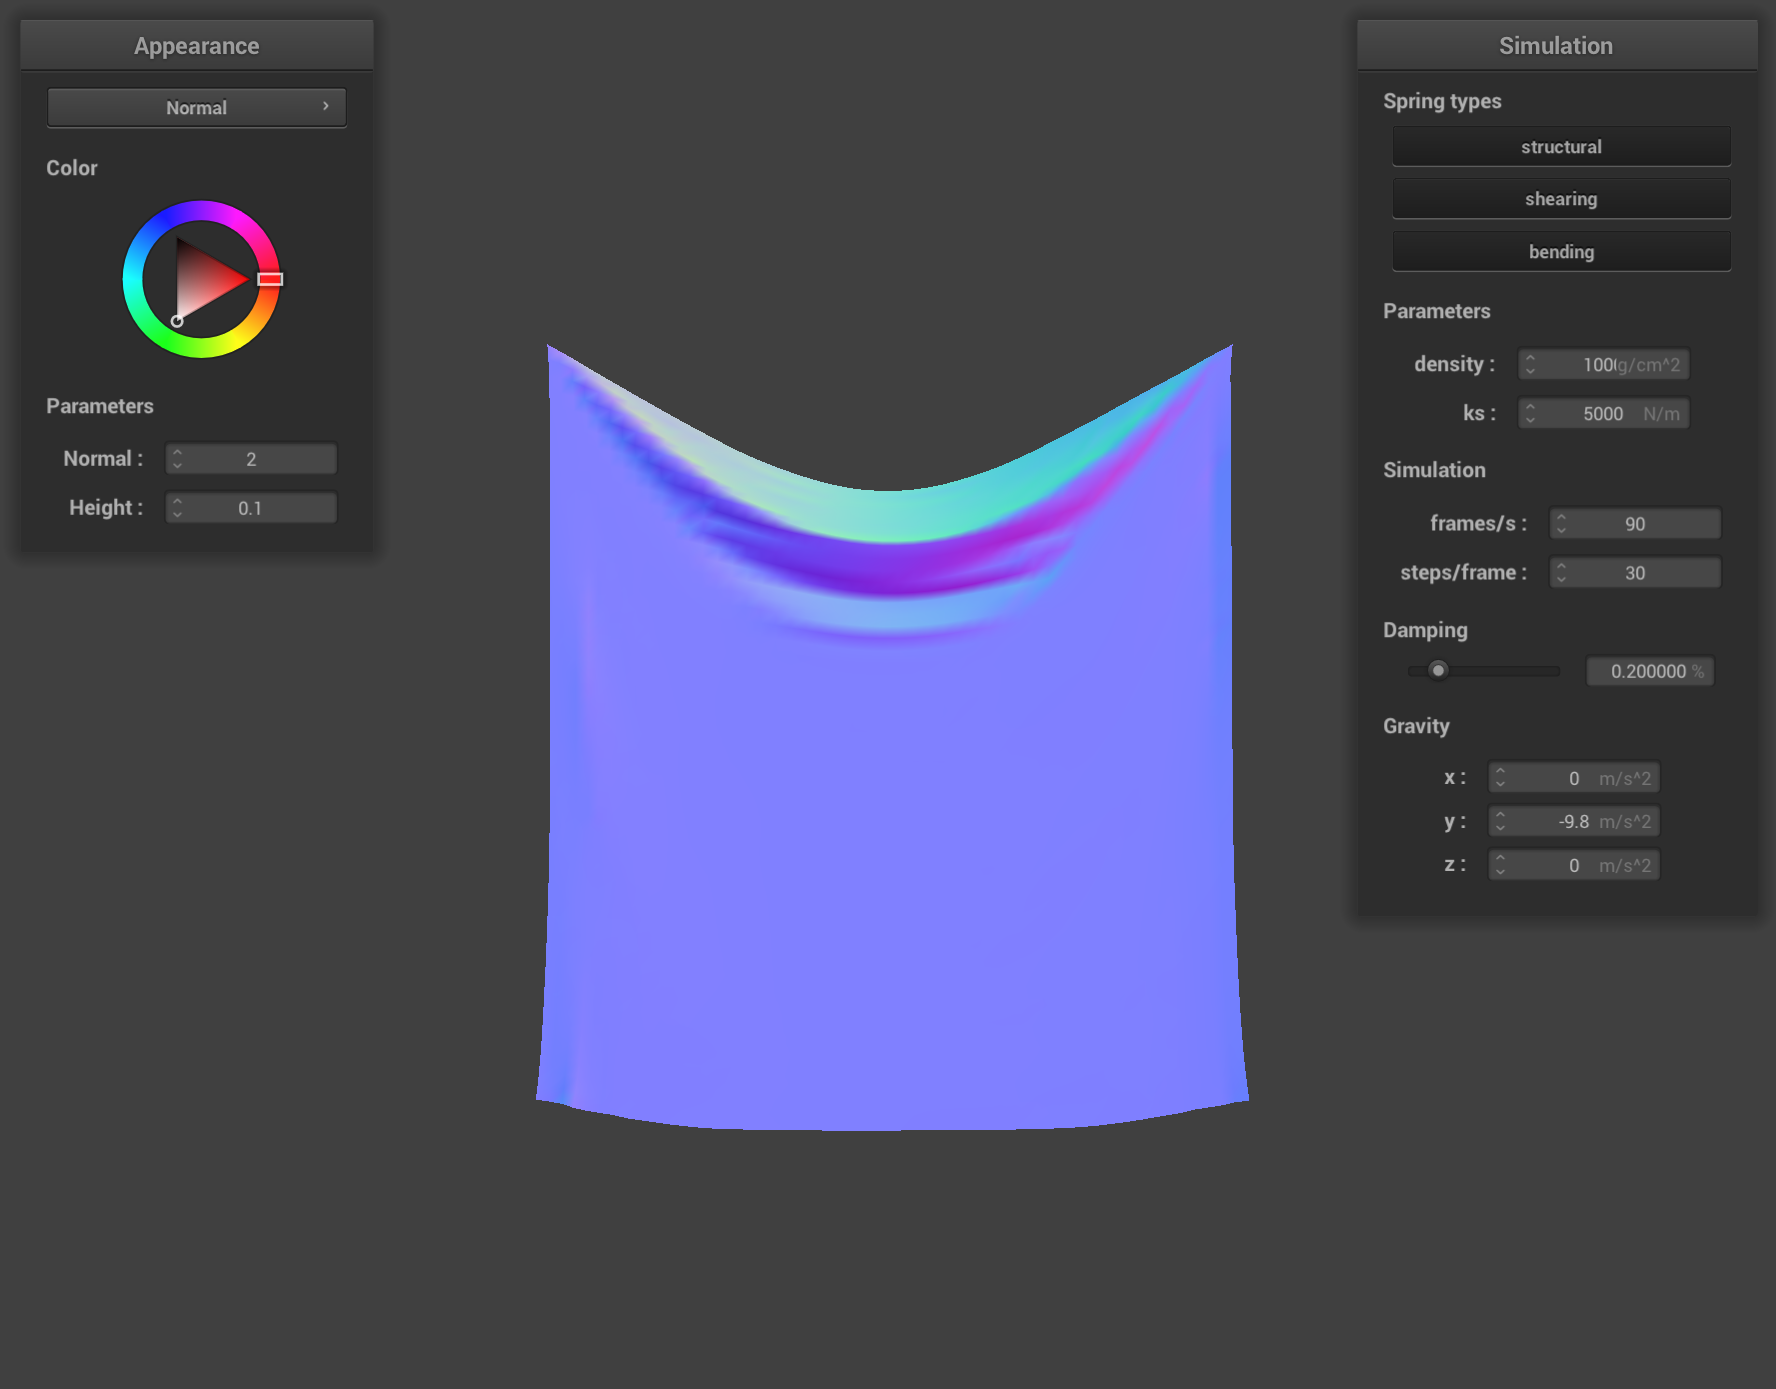 Appearance
Normal
Color
Parameters
Normal : 2
Height : 0.1
Simulation
Spring types
structural
shearing
bending
Parameters
density : 100 g/cm^2
ks : 5000 N/m
Simulation
frames/s : 90
steps/frame : 30
Damping
0.200000 %
Gravity
x : 0 m/s^2
y : -9.8 m/s^2
z : 0 m/s^2